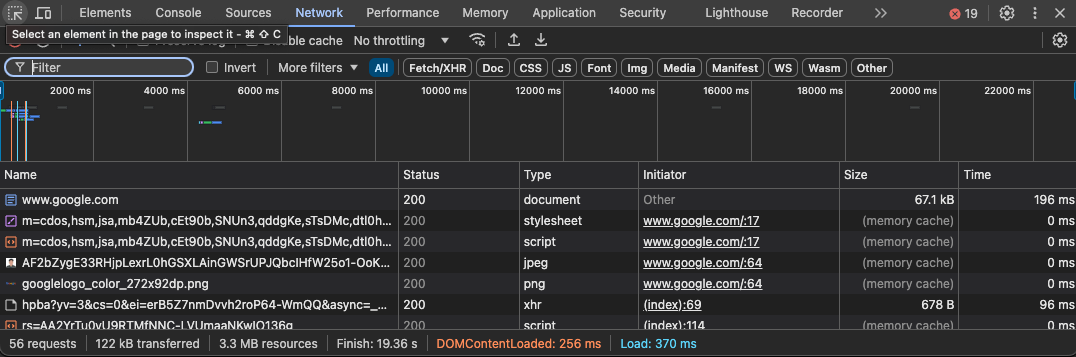 Elements Console Sources Network Performance Memory Application Security Lighthouse Recorder 19
Select an element in the page to inspect it - ⌘ ⇧ C
Disable cache No throttling
Filter Invert More filters All Fetch/XHR Doc CSS JS Font Img Media Manifest WS Wasm Other
2000 ms 4000 ms 6000 ms 8000 ms 10000 ms 12000 ms 14000 ms 16000 ms 18000 ms 20000 ms 22000 ms
Name Status Type Initiator Size Time
www.google.com 200 document Other 67.1 kB 196 ms
m=cdos,hsm,jsa,mb4ZUb,cEt90b,SNUn3,qddgKe,sTsDMc,dtl0h... 200 stylesheet www.google.com/:17 (memory cache) 0 ms
m=cdos,hsm,jsa,mb4ZUb,cEt90b,SNUn3,qddgKe,sTsDMc,dtl0h... 200 script www.google.com/:17 (memory cache) 0 ms
AF2bZygE33RHjpLexrL0hGSXLAinGWSrUPJQbcIHfW25o1-OoK... 200 jpeg www.google.com/:64 (memory cache) 0 ms
googlelogo_color_272x92dp.png 200 png www.google.com/:64 (memory cache) 0 ms
hpba?yv=3&cs=0&ei=erB5Z7nmDvvh2roP64-WmQQ&async=_... 200 xhr (index):69 678 B 96 ms
rs=AA2YrTu0vU9RTMfNNC-LVUmaaNKwIO136g 200 script (index):114 (memory cache) 0 ms
56 requests 122 kB transferred 3.3 MB resources Finish: 19.36 s DOMContentLoaded: 256 ms Load: 370 ms